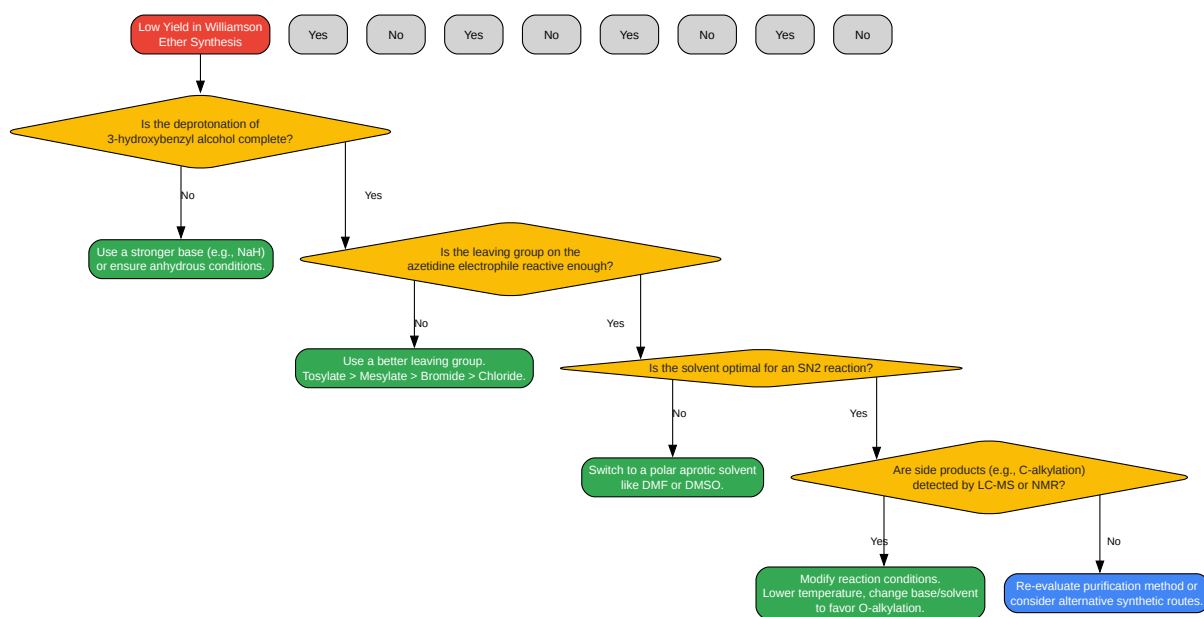 Low Yield in Williamson
Ether Synthesis
Yes
No
Yes
No
Yes
No
Yes
No
Is the deprotonation of
3-hydroxybenzyl alcohol complete?
No
Yes
Use a stronger base (e.g., NaH)
or ensure anhydrous conditions.
Is the leaving group on the
azetidine electrophile reactive enough?
No
Yes
Use a better leaving group.
Tosylate > Mesylate > Bromide > Chloride.
Is the solvent optimal for an SN2 reaction?
No
Yes
Switch to a polar aprotic solvent
like DMF or DMSO.
Are side products (e.g., C-alkylation)
detected by LC-MS or NMR?
Yes
No
Modify reaction conditions.
Lower temperature, change base/solvent
to favor O-alkylation.
Re-evaluate purification method or
consider alternative synthetic routes.